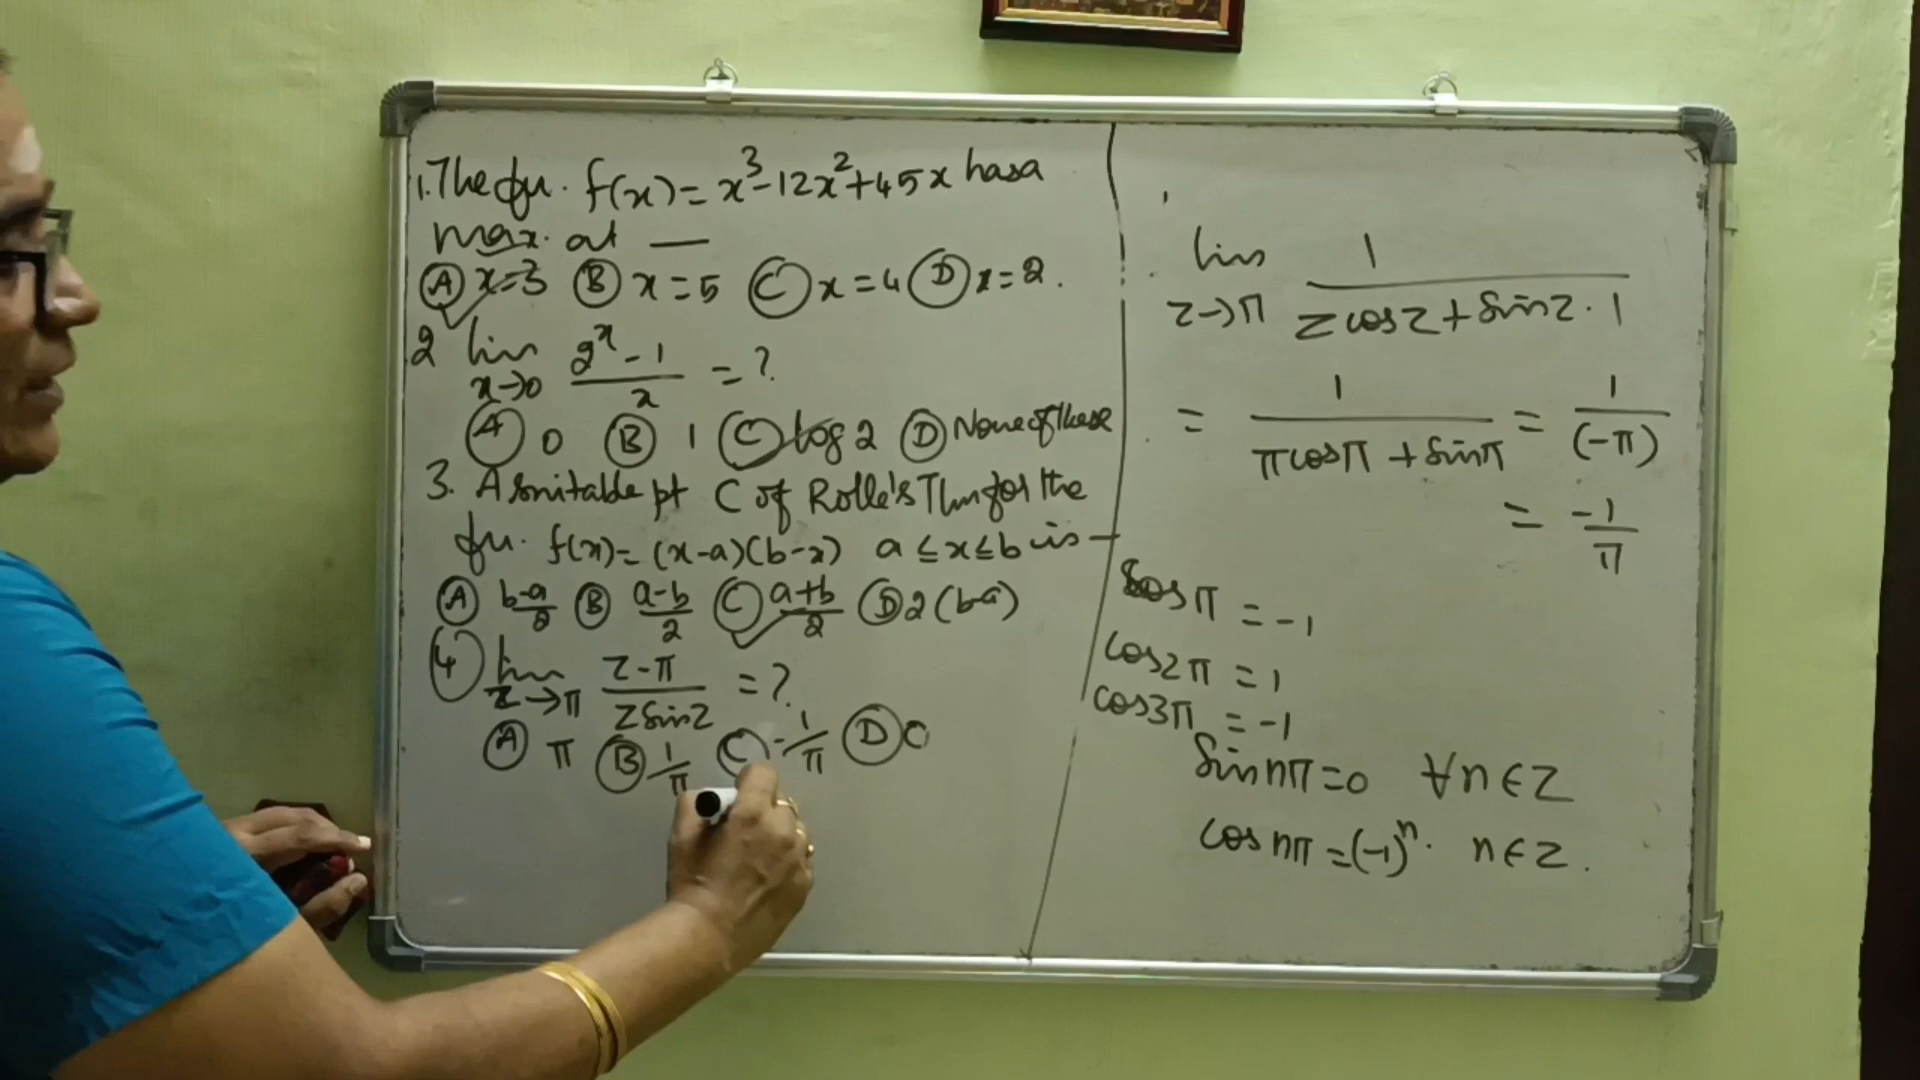 1. The fu. f(x) = x³-12x²+45x has a
max. at —
(A) x=3 (B) x=5 (C) x=4 (D) x=2.
2 lim x→0 (2^x - 1)/x = ?
(A) 0 (B) 1 (C) log 2 (D) None of these
3. A suitable pt C of Rolle's Thm for the
fu. f(x) = (x-a)(b-x) a ≤ x ≤ b is —
(A) (b-a)/2 (B) (a-b)/2 (C) (a+b)/2 (D) 2(b-a)
(4) lim z→π (z-π)/(z sin z) = ?
(A) π (B) 1/π (C) -1/π (D) 0
lim z→π 1/(z cos z + sin z · 1)
= 1/(π cos π + sin π) = 1/(-π)
= -1/π
cos π = -1
cos 2π = 1
cos 3π = -1
sin nπ = 0 ∀ n ∈ Z
cos nπ = (-1)^n. n ∈ Z.